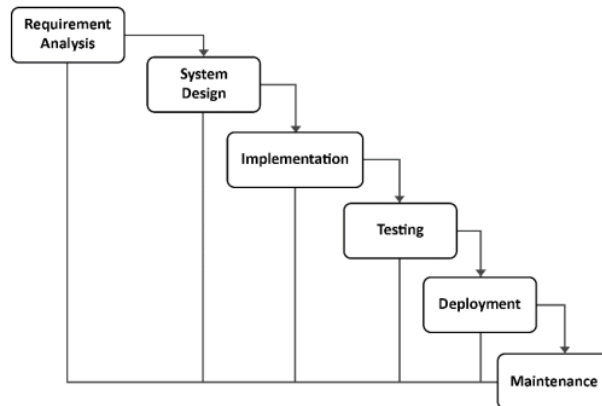 Requirement
Analysis
System
Design
Implementation
Testing
Deployment
Maintenance